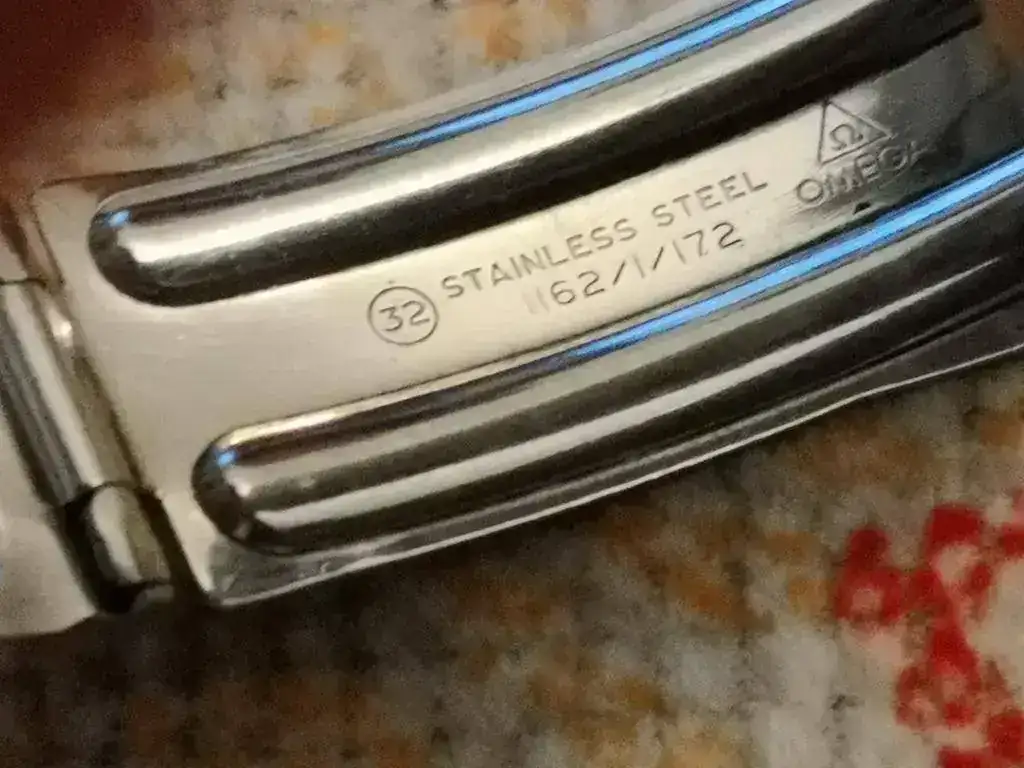 Ω
OMEGA
32 STAINLESS STEEL
1162/1/172